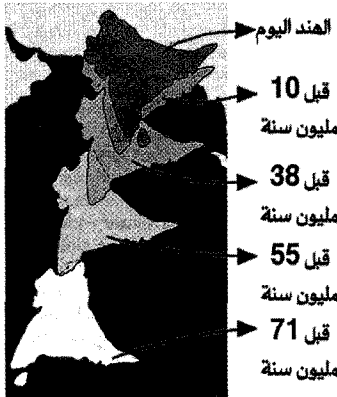 الهند اليوم
قبل 10
مليون سنة
قبل 38
مليون سنة
قبل 55
مليون سنة
قبل 71
مليون سنة